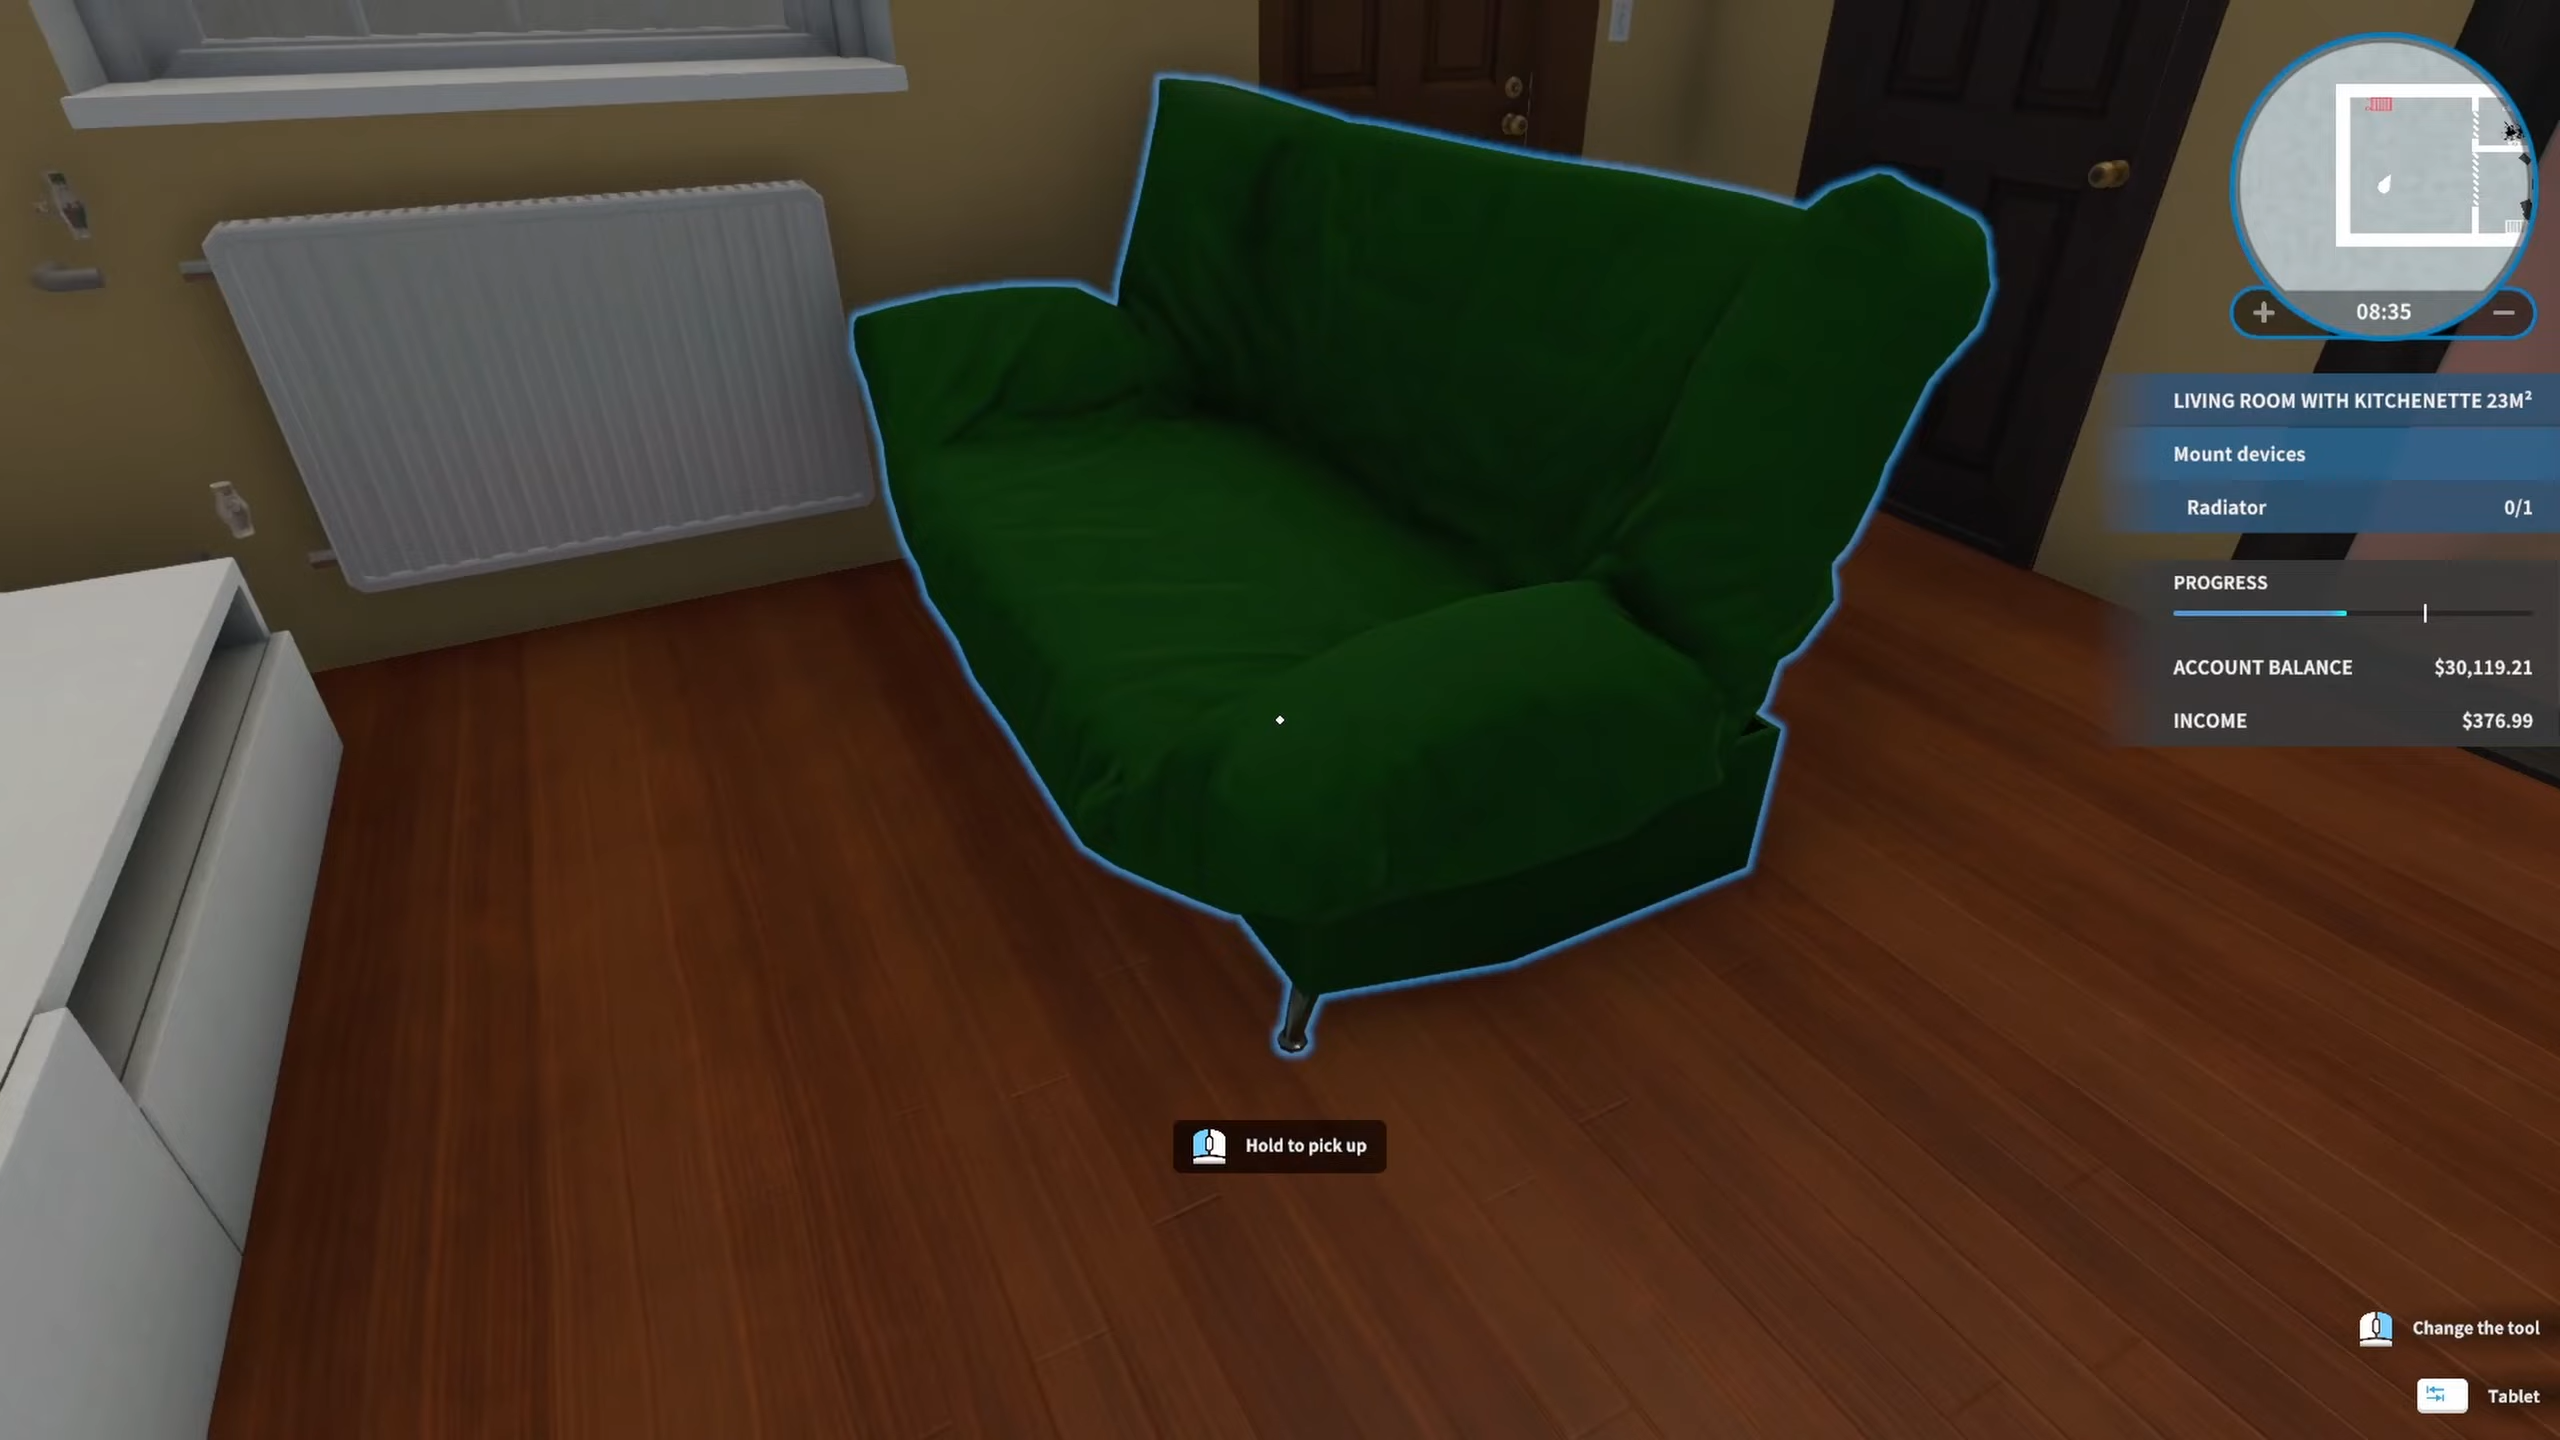 08:35
LIVING ROOM WITH KITCHENETTE 23M²
Mount devices
Radiator 0/1
PROGRESS
ACCOUNT BALANCE $30,119.21
INCOME $376.99
Hold to pick up
Change the tool
Tablet